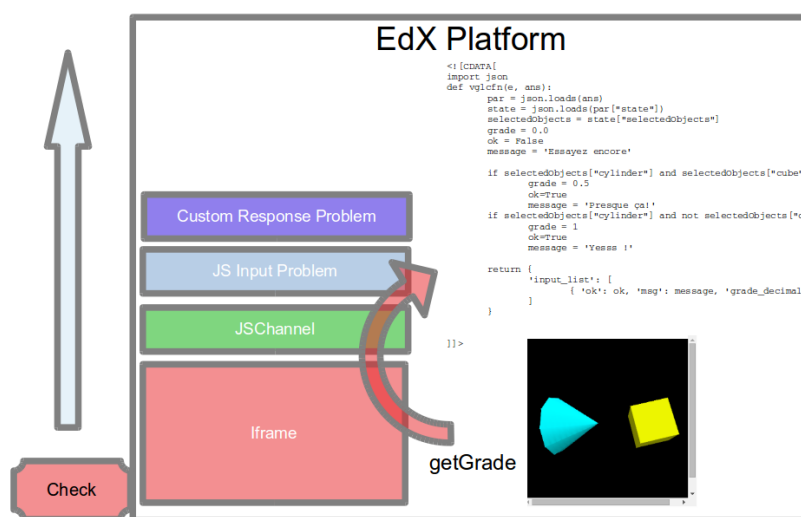 EdX Platform
<![CDATA[
import json
def vglcfn(e, ans):
par = json.loads(ans)
state = json.loads(par["state"])
selectedObjects = state["selectedObjects"]
grade = 0.0
ok = False
message = 'Essayez encore'
if selectedObjects["cylinder"] and selectedObjects["cube"
grade = 0.5
ok=True
message = 'Presque ça!'
if selectedObjects["cylinder"] and not selectedObjects["c
grade = 1
ok=True
message = 'Yesss !'
return {
'input_list': [
{ 'ok': ok, 'msg': message, 'grade_decimal
]
}
]]>
Custom Response Problem
JS Input Problem
JSChannel
Iframe
getGrade
Check